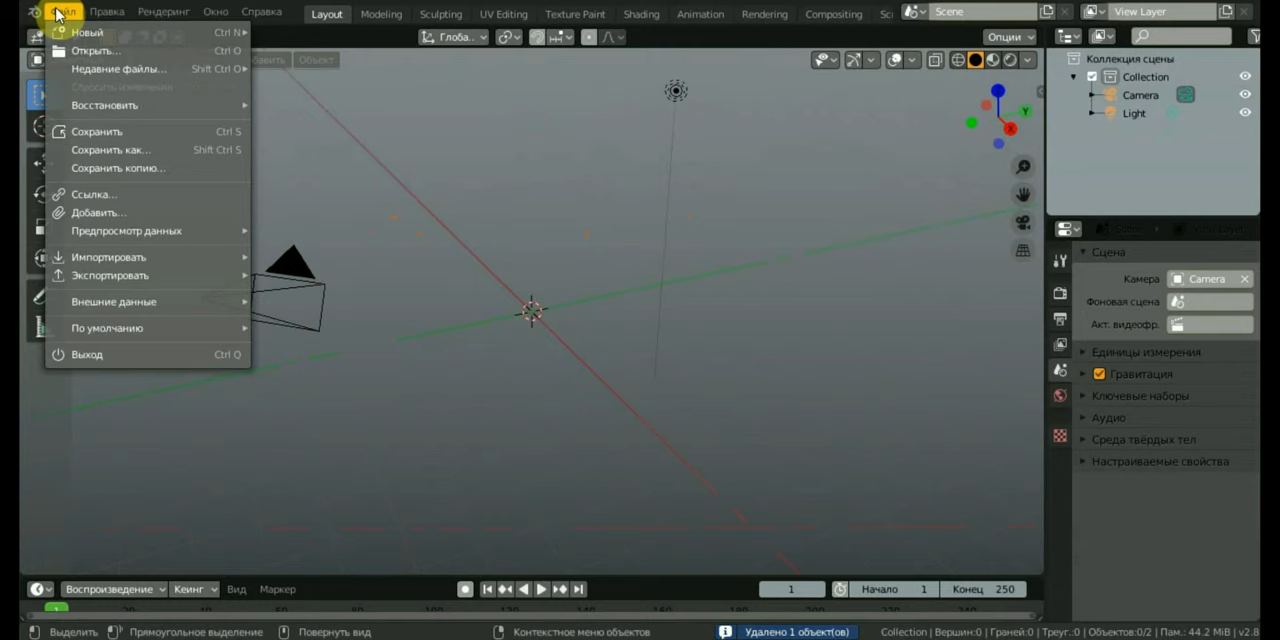 Файл Правка Рендеринг Окно Справка Layout Modeling Sculpting UV Editing Texture Paint Shading Animation Rendering Compositing Sc Scene View Layer
Глоба... Опции
Объект
Новый Ctrl N
Открыть... Ctrl O
Недавние файлы... Shift Ctrl O
Сбросить изменения
Восстановить
Сохранить Ctrl S
Сохранить как... Shift Ctrl S
Сохранить копию...
Ссылка...
Добавить...
Предпросмотр данных
Импортировать
Экспортировать
Внешние данные
По умолчанию
Выход Ctrl Q
Y
X
Коллекция сцены
Collection
Camera
Light
Сцена
Камера Camera
Фоновая сцена
Акт. видеофр.
Единицы измерения
Гравитация
Ключевые наборы
Аудио
Среда твёрдых тел
Настраиваемые свойства
Воспроизведение Кеинг Вид Маркер 1 Начало 1 Конец 250
Выделить Прямоугольное выделение Повернуть вид Контекстное меню объектов Удалено 1 объект(ов) Collection | Вершин:0 | Граней:0 | Треуг.:0 | Объектов:0/2 | Пам.: 44.2 MiB | v2.8